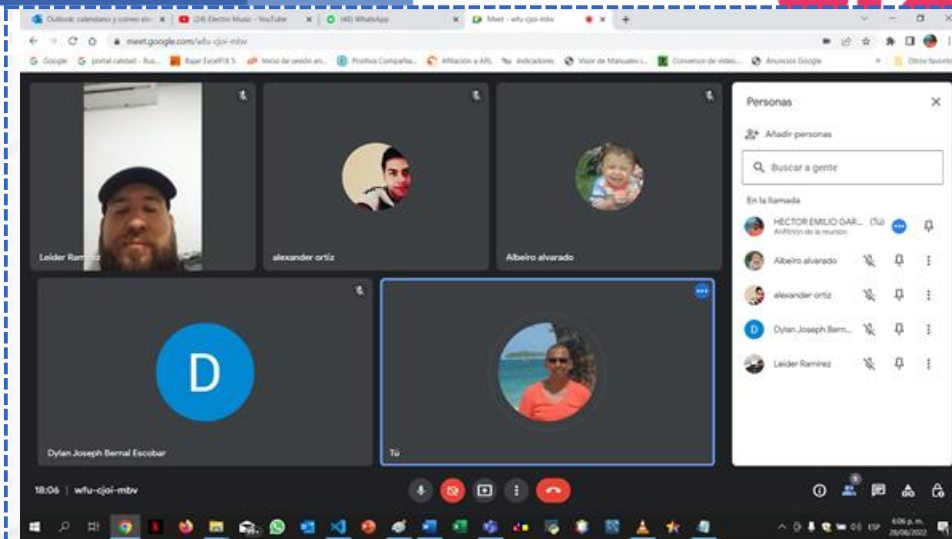 Outlook: calendario y correo sin
(24) Electro Music - YouTube
(40) WhatsApp
Meet - wfu-cjoi-mbv
meet.google.com/wfu-cjoi-mbv
Google
portal calidad - Bus...
Bajar ExcelFIX 5.
Inicio de sesión en...
Positiva Compañía...
Afiliación a ARL
indicadores
Visor de Manuales
Conversor de video...
Anuncios Google
Otros favoritos
Leider Ramirez
alexander ortiz
Albeiro alvarado
D
Dylan Joseph Bernal Escobar
Tú
Personas
Añadir personas
Buscar a gente
En la llamada
HECTOR EMILIO GAR... (Tú)
Anfitrión de la reunión
Albeiro alvarado
alexander ortiz
D Dylan Joseph Bern...
Leider Ramirez
18:06 | wfu-cjoi-mbv
ESP
6:06 p. m.
28/06/2022